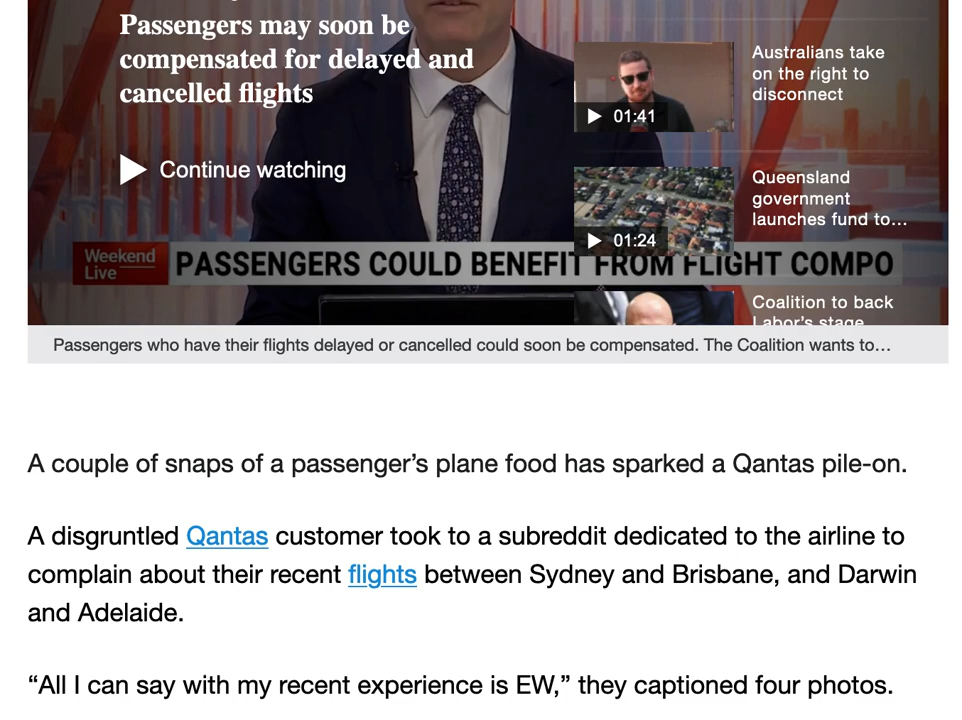 Passengers may soon be
compensated for delayed and
cancelled flights
Continue watching
Australians take
on the right to
disconnect
01:41
Queensland
government
launches fund to...
01:24
Coalition to back
Labor's stage
Weekend
Live
PASSENGERS COULD BENEFIT FROM FLIGHT COMPO
Passengers who have their flights delayed or cancelled could soon be compensated. The Coalition wants to...
A couple of snaps of a passenger’s plane food has sparked a Qantas pile-on.
A disgruntled Qantas customer took to a subreddit dedicated to the airline to
complain about their recent flights between Sydney and Brisbane, and Darwin
and Adelaide.
“All I can say with my recent experience is EW,” they captioned four photos.